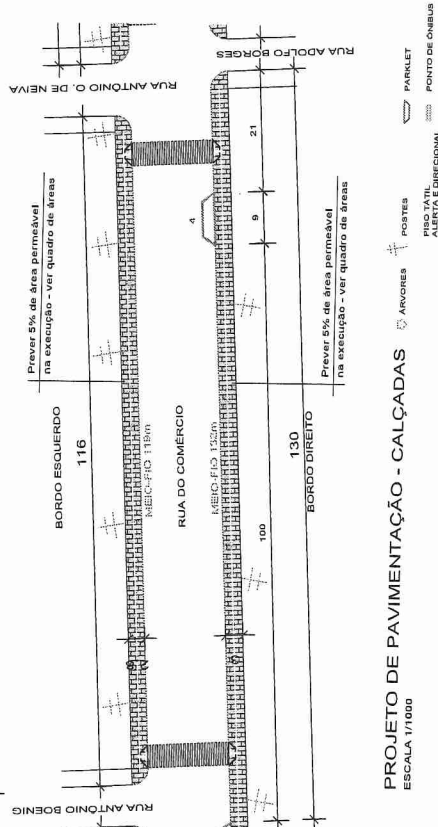 RUA ANTÔNIO O. DE NEIVA
RUA ADOLFO BORGES
Prever 5% de área permeável
na execução - ver quadro de áreas
BORDO ESQUERDO
116
MEIO-FIO 119m
RUA DO COMÉRCIO
MEIO-FIO 132m
4
21
9
100
130
BORDO DIREITO
Prever 5% de área permeável
na execução - ver quadro de áreas
RUA ANTÔNIO BOENIG
PROJETO DE PAVIMENTAÇÃO - CALÇADAS
ESCALA 1/1000
ÁRVORES
POSTES
PARKLET
PISO TÁTIL
ALERTA E DIRECIONAL
PONTO DE ÔNIBUS